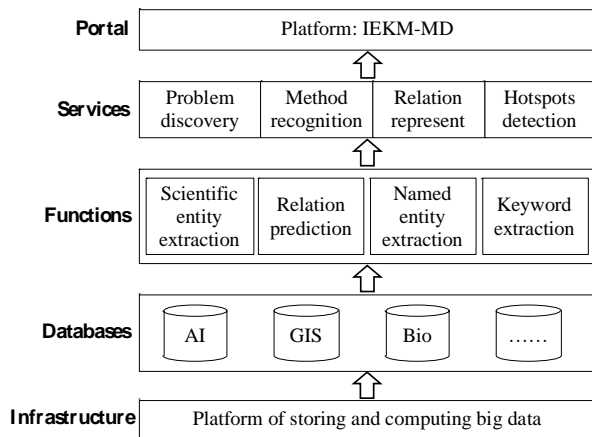 Portal
Platform: IEKM-MD
Services
Problem
discovery
Method
recognition
Relation
represent
Hotspots
detection
Functions
Scientific
entity
extraction
Relation
prediction
Named
entity
extraction
Keyword
extraction
Databases
AI
GIS
Bio
……
Infrastructure
Platform of storing and computing big data